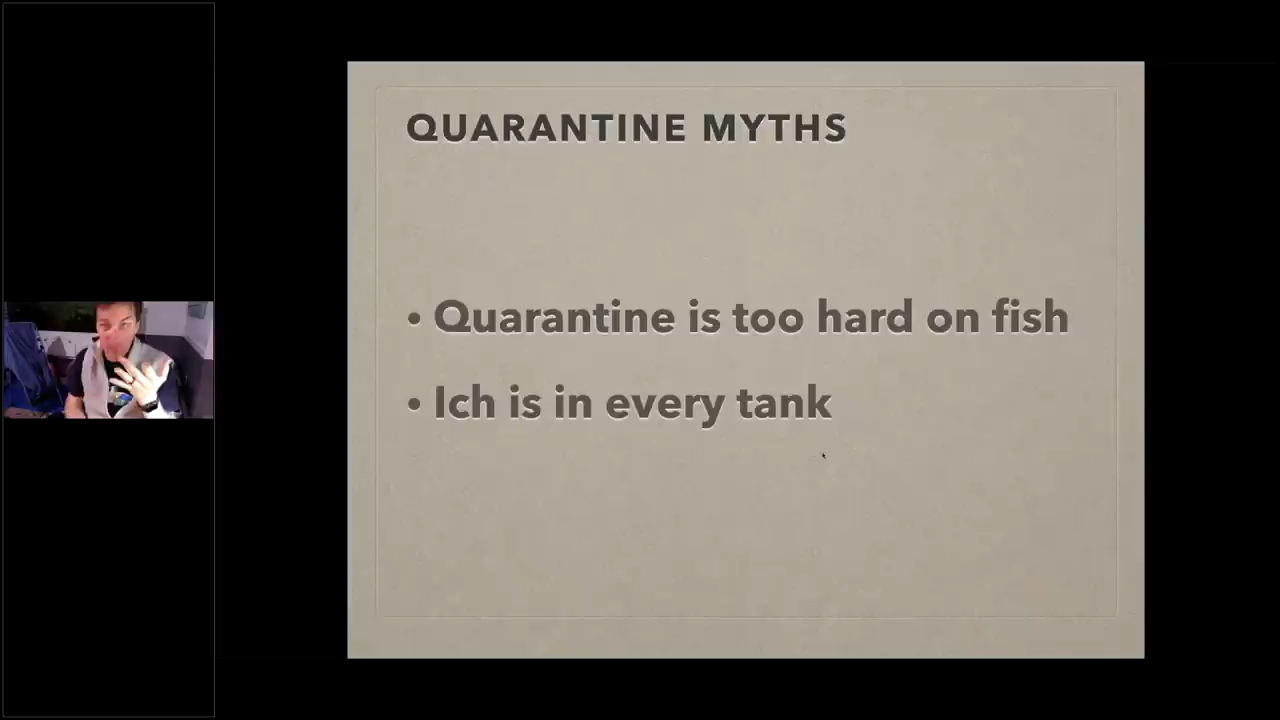 QUARANTINE MYTHS
• Quarantine is too hard on fish
• Ich is in every tank